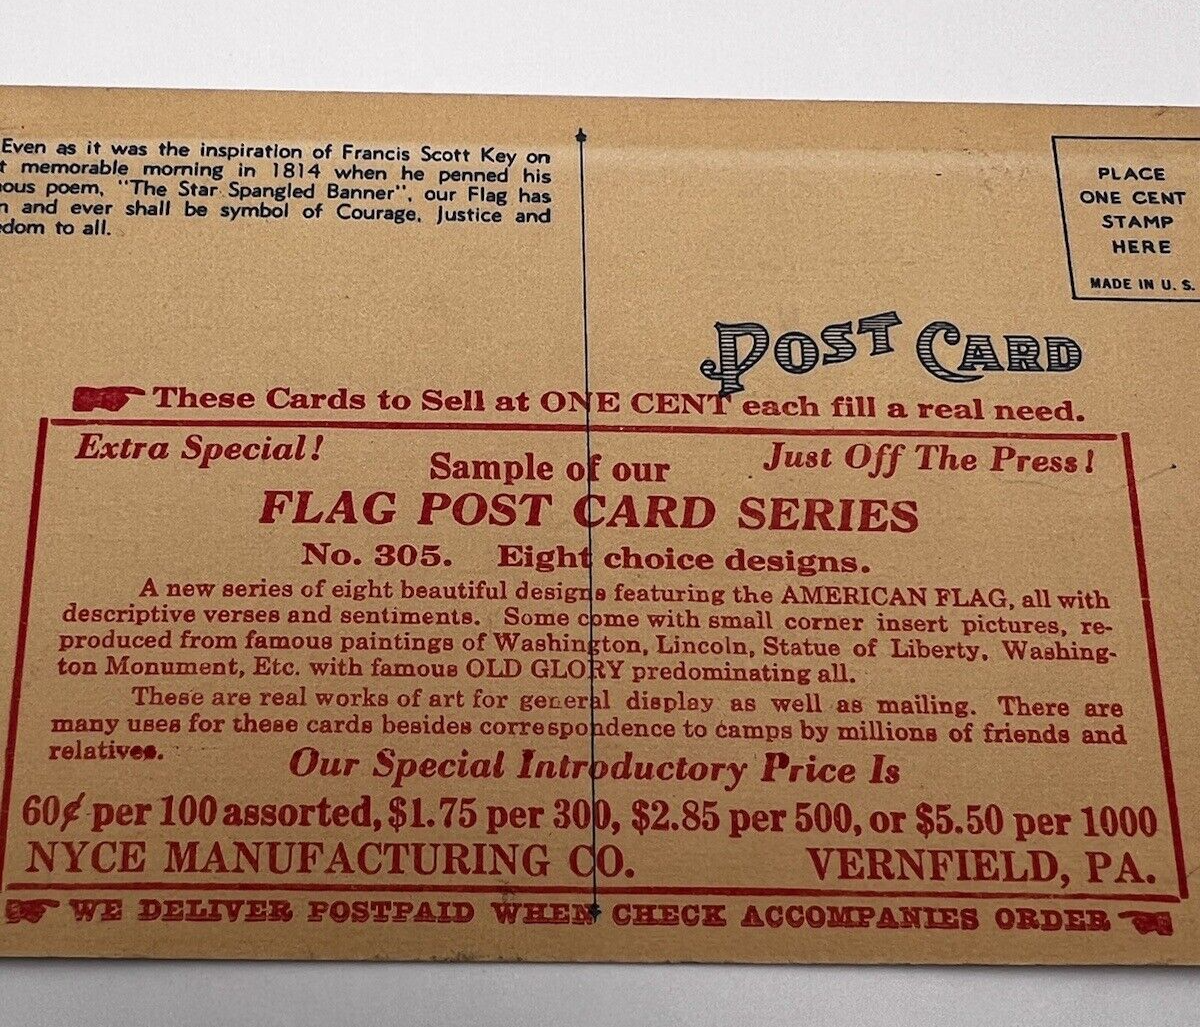 Even as it was the inspiration of Francis Scott Key on
memorable morning in 1814 when he penned his
poem, "The Star Spangled Banner", our Flag has
and ever shall be symbol of Courage, Justice and
to all.
PLACE
ONE CENT
STAMP
HERE
MADE IN U. S.
POST CARD
These Cards to Sell at ONE CENT each fill a real need.
Extra Special!
Just Off The Press!
Sample of our
FLAG POST CARD SERIES
No. 305. Eight choice designs.
A new series of eight beautiful designs featuring the AMERICAN FLAG, all with
descriptive verses and sentiments. Some come with small corner insert pictures, re-
produced from famous paintings of Washington, Lincoln, Statue of Liberty, Washing-
ton Monument, Etc. with famous OLD GLORY predominating all.
These are real works of art for general display as well as mailing. There are
many uses for these cards besides correspondence to camps by millions of friends and
relatives.
Our Special Introductory Price Is
60¢ per 100 assorted, $1.75 per 300, $2.85 per 500, or $5.50 per 1000
NYCE MANUFACTURING CO. VERNFIELD, PA.
WE DELIVER POSTPAID WHEN CHECK ACCOMPANIES ORDER